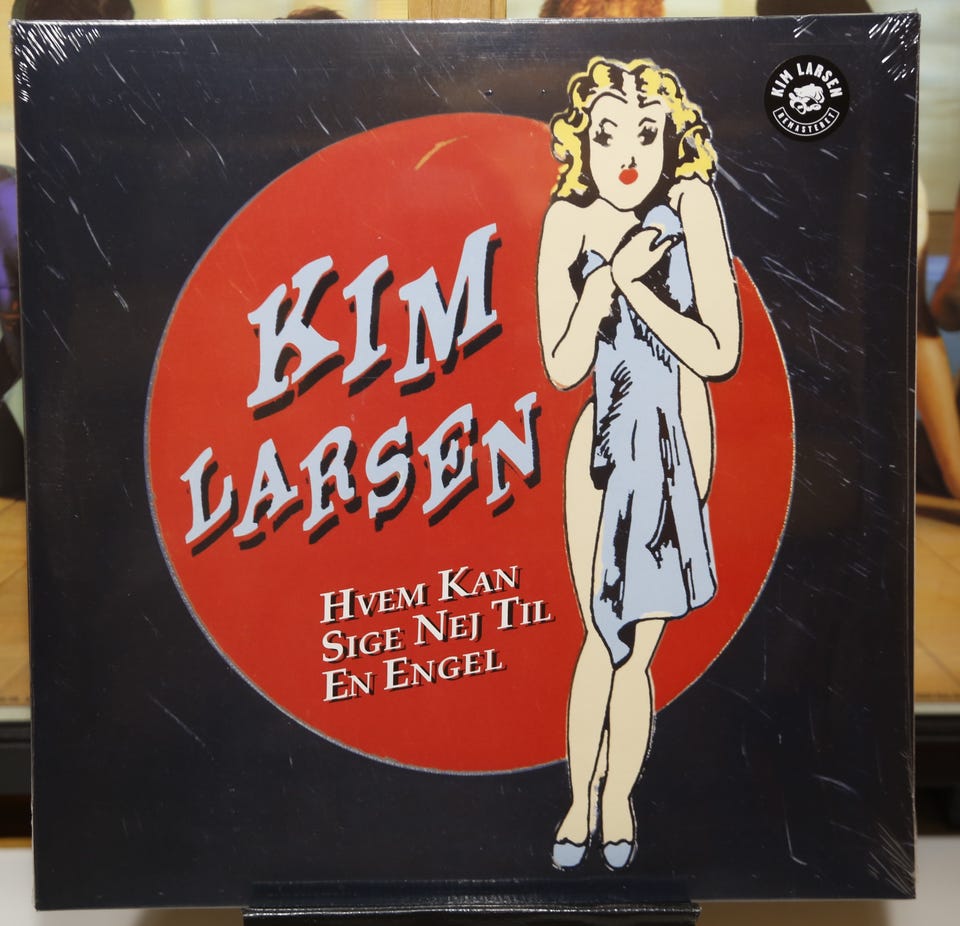 KIM LARSEN
REMASTERET
KIM
LARSEN
HVEM KAN
SIGE NEJ TIL
EN ENGEL